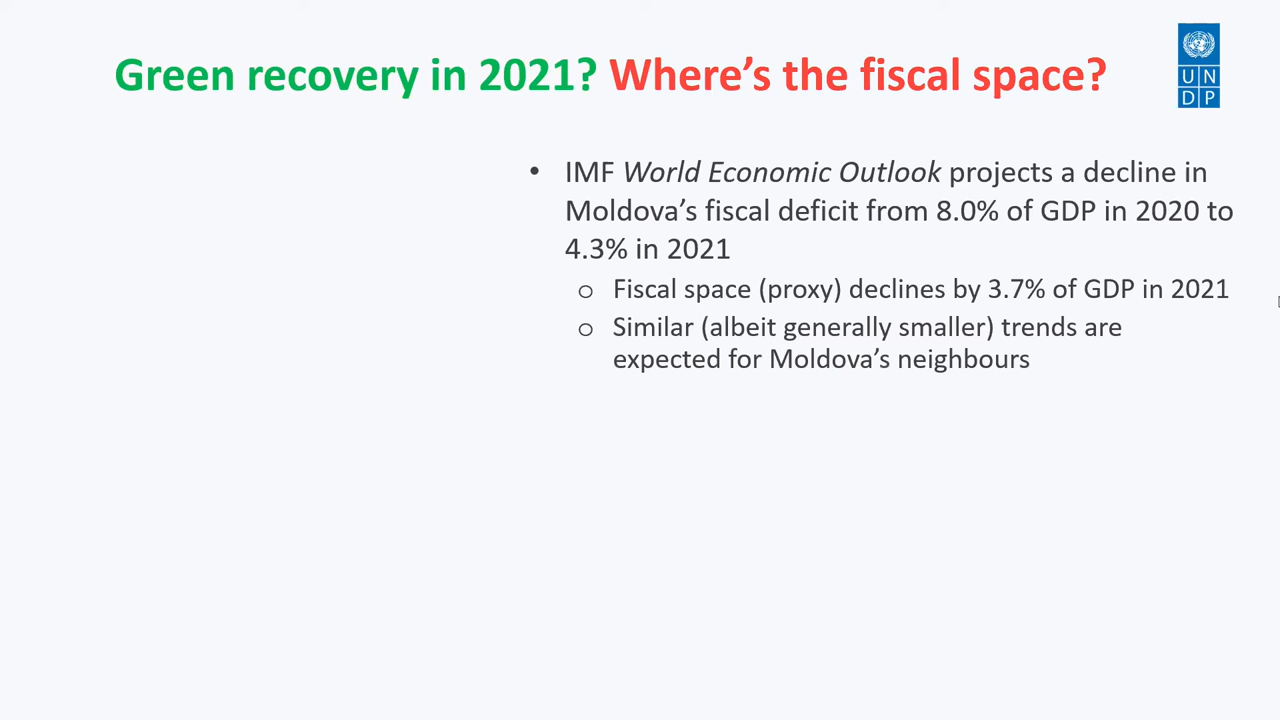 Green recovery in 2021? Where’s the fiscal space?
U N
D P
• IMF World Economic Outlook projects a decline in
Moldova’s fiscal deficit from 8.0% of GDP in 2020 to
4.3% in 2021
o Fiscal space (proxy) declines by 3.7% of GDP in 2021
o Similar (albeit generally smaller) trends are
expected for Moldova’s neighbours